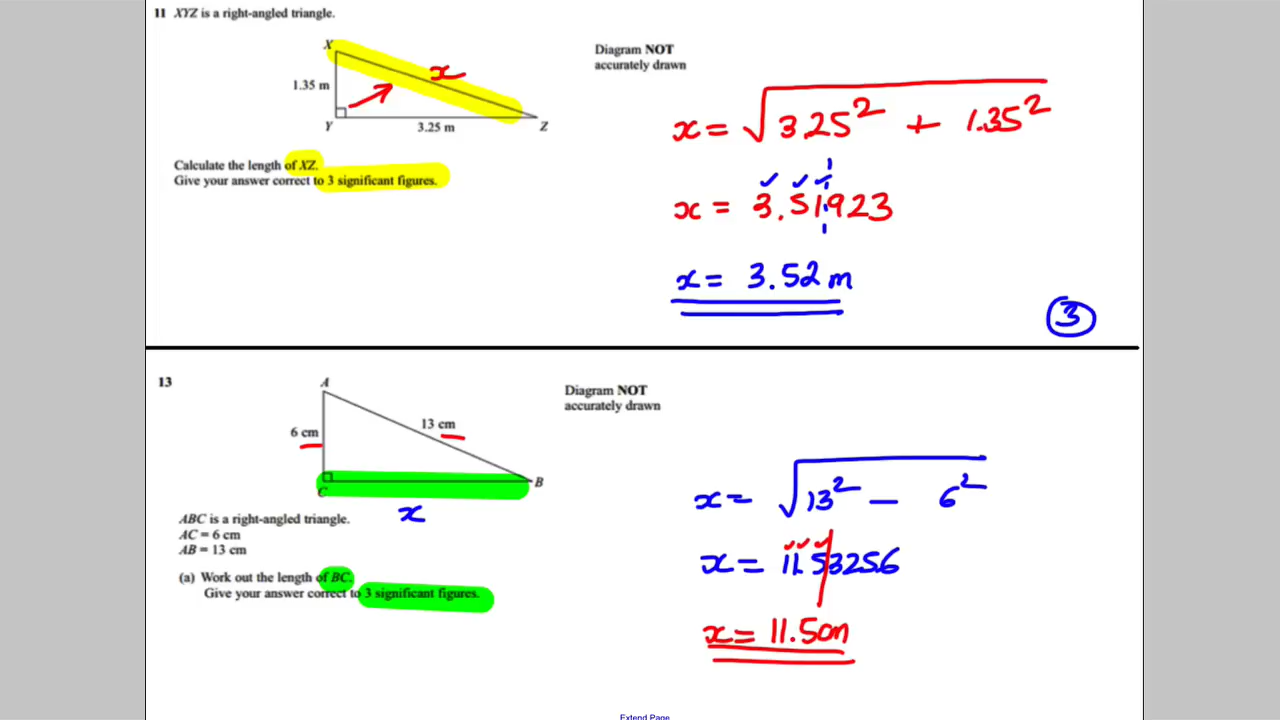 11 XYZ is a right-angled triangle.
X
x
1.35 m
Y
3.25 m
Z
Diagram NOT
accurately drawn
Calculate the length of XZ.
Give your answer correct to 3 significant figures.
x = √3.25² + 1.35²
x = 3.51923
x = 3.52 m
3
13
A
6 cm
13 cm
C
B
x
Diagram NOT
accurately drawn
ABC is a right-angled triangle.
AC = 6 cm
AB = 13 cm
(a) Work out the length of BC.
Give your answer correct to 3 significant figures.
x = √13² - 6²
x = 11.53256
x = 11.5cm
Extend Page